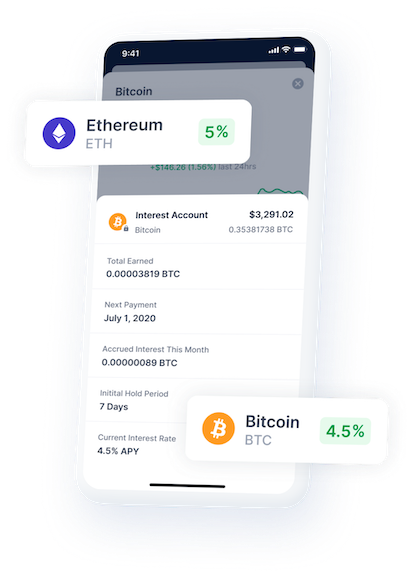 9:41
Bitcoin
Ethereum
ETH
5%
+$146.26 (1.56%) last 24hrs
Interest Account
$3,291.02
Bitcoin
0.35381738 BTC
Total Earned
0.00003819 BTC
Next Payment
July 1, 2020
Accrued Interest This Month
0.00000089 BTC
Initital Hold Period
7 Days
Bitcoin
BTC
4.5%
Current Interest Rate
4.5% APY